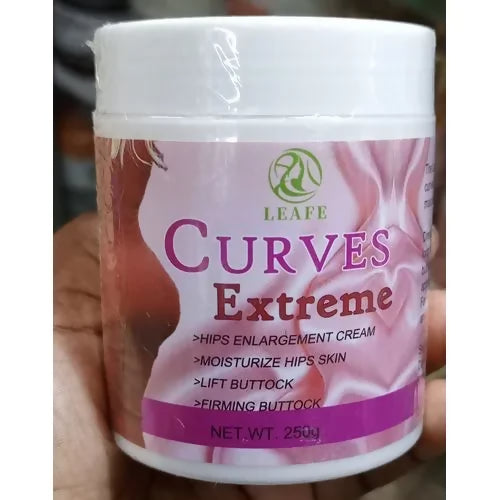 LEAFE
CURVES
Extreme
>HIPS ENLARGEMENT CREAM
>MOISTURIZE HIPS SKIN
>LIFT BUTTOCK
>FIRMING BUTTOCK
NET.WT. 250g